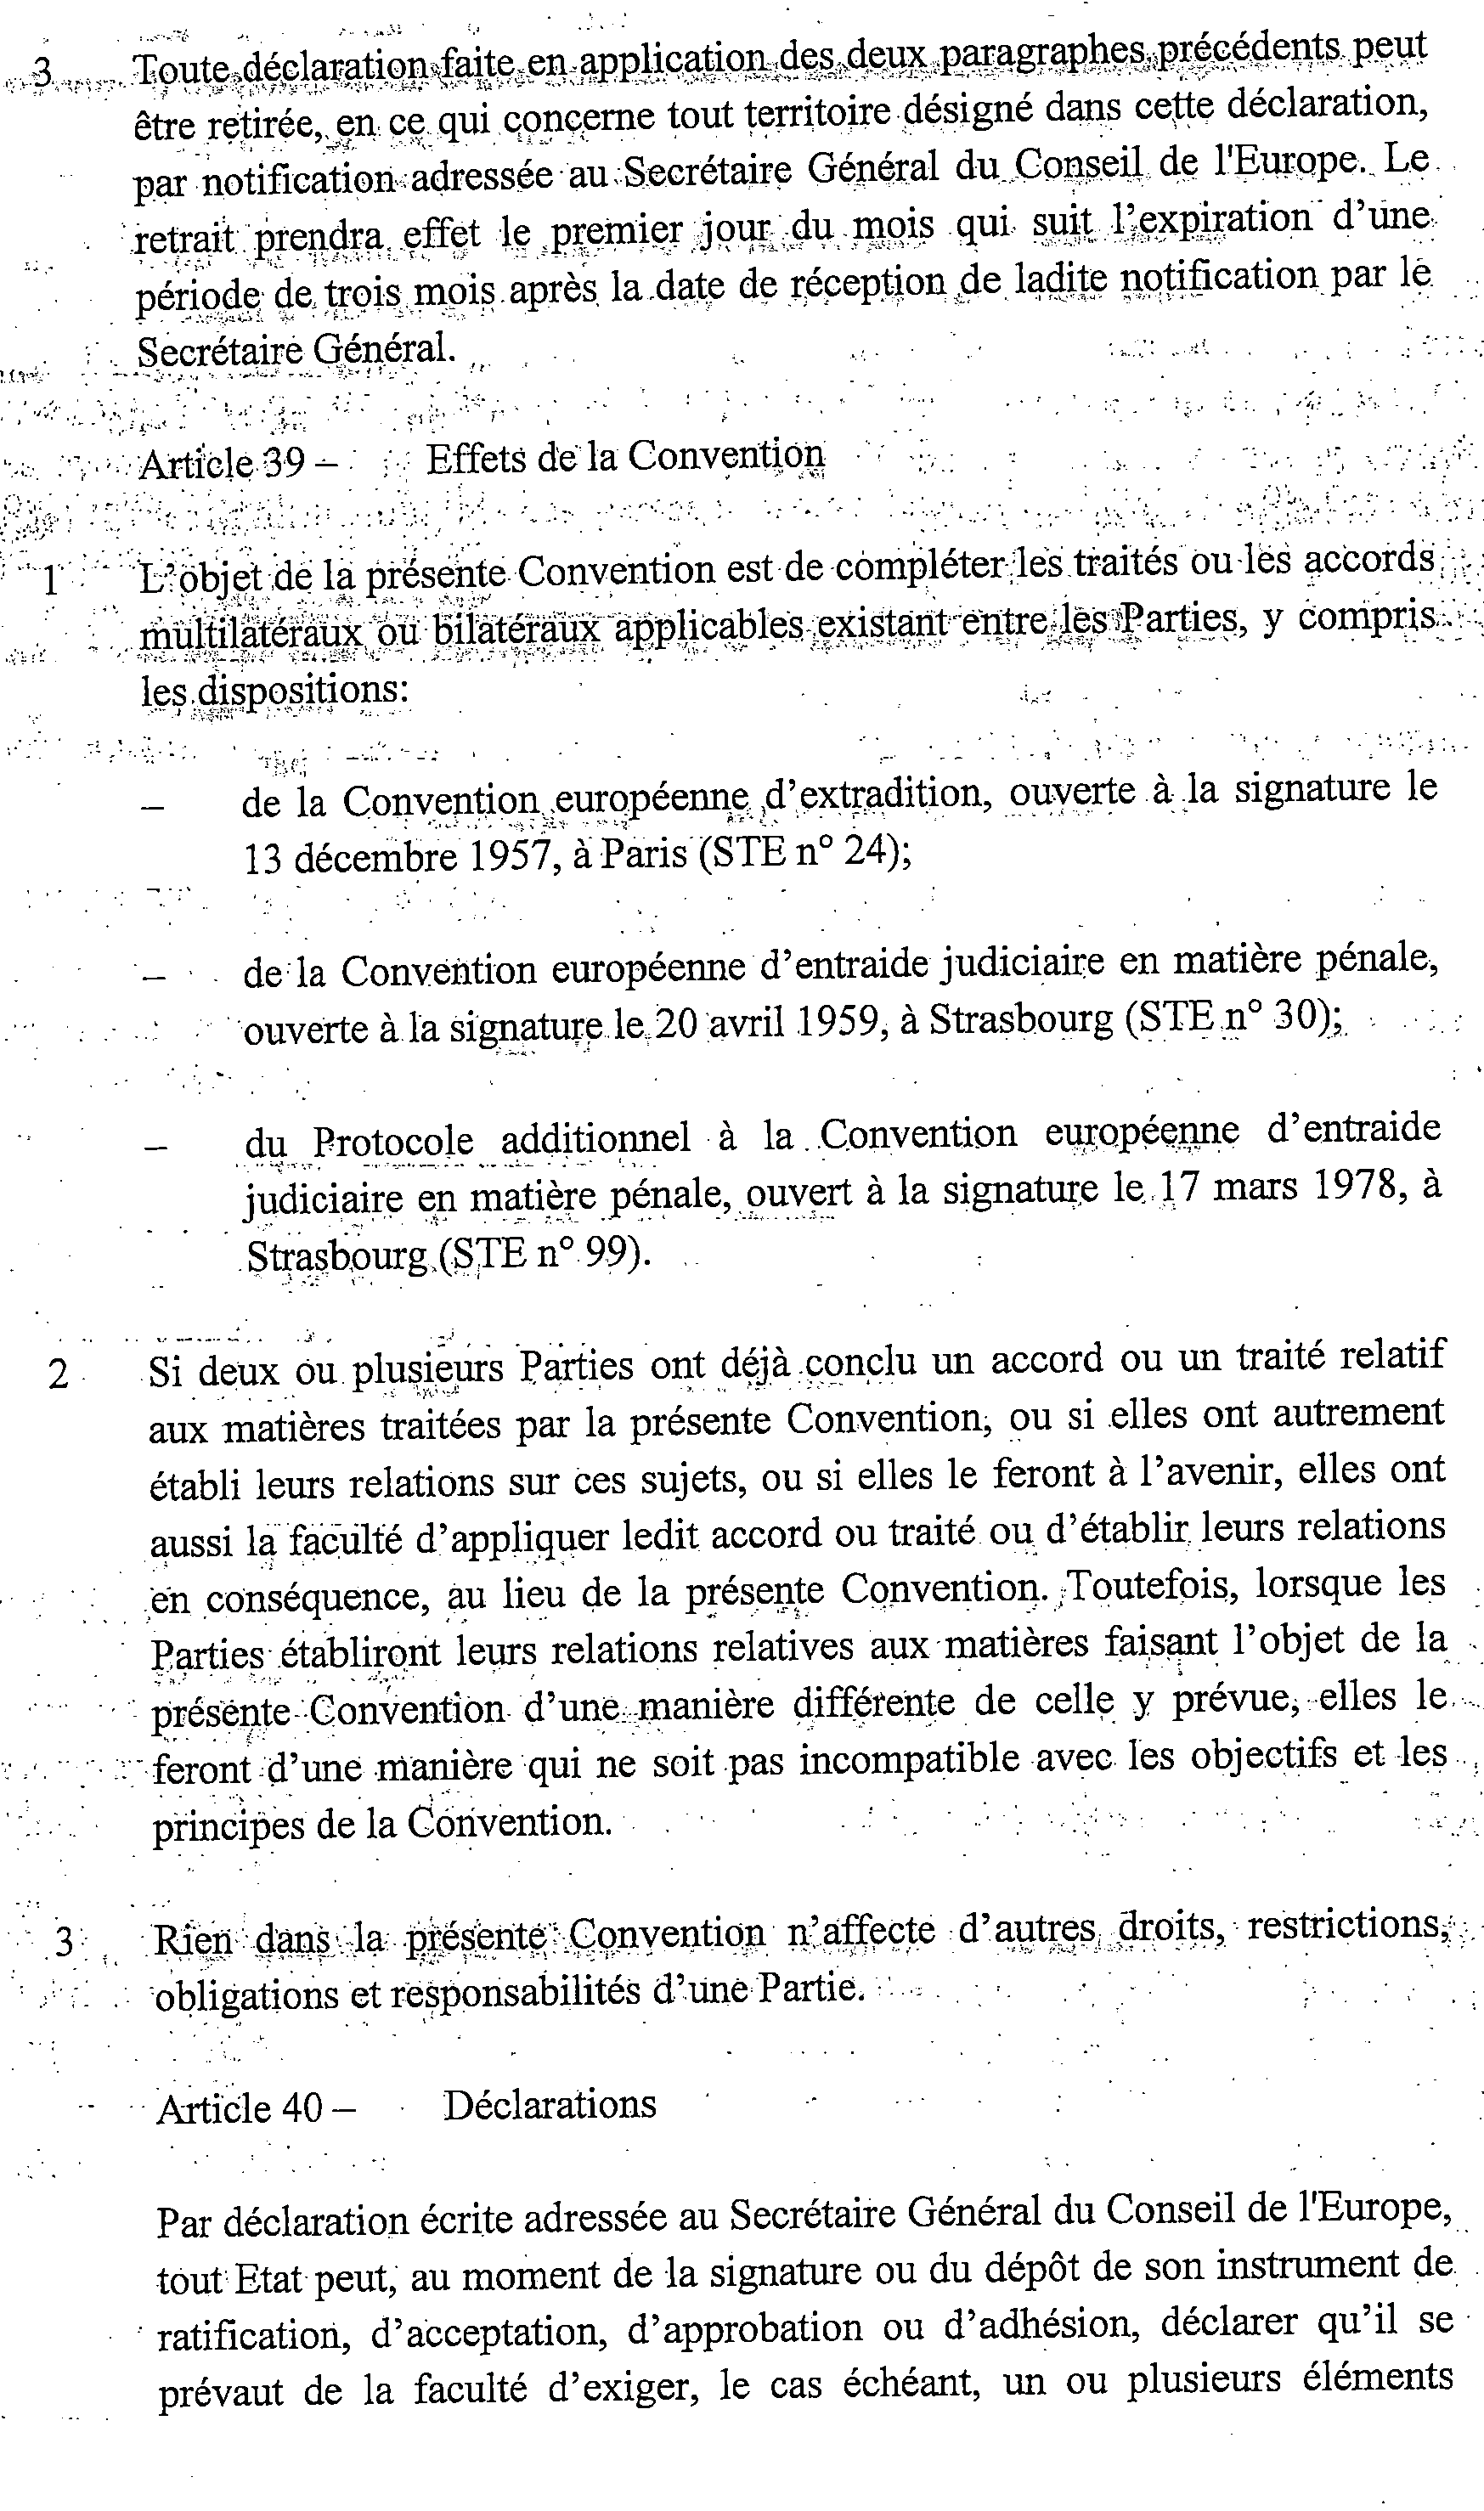 3 Toute déclaration faite en application des deux paragraphes précédents peut
être retirée, en ce qui concerne tout territoire désigné dans cette déclaration,
par notification adressée au Secrétaire Général du Conseil de l'Europe. Le
retrait prendra effet le premier jour du mois qui suit l’expiration d’une
période de trois mois après la date de réception de ladite notification par le
Secrétaire Général.
Article 39 – Effets de la Convention
1 L’objet de la présente Convention est de compléter les traités ou les accords
multilatéraux ou bilatéraux applicables existant entre les Parties, y compris
les dispositions:
– de la Convention européenne d’extradition, ouverte à la signature le
13 décembre 1957, à Paris (STE n° 24);
– de la Convention européenne d’entraide judiciaire en matière pénale,
ouverte à la signature le 20 avril 1959, à Strasbourg (STE n° 30);
– du Protocole additionnel à la Convention européenne d’entraide
judiciaire en matière pénale, ouvert à la signature le 17 mars 1978, à
Strasbourg (STE n° 99).
2 Si deux ou plusieurs Parties ont déjà conclu un accord ou un traité relatif
aux matières traitées par la présente Convention, ou si elles ont autrement
établi leurs relations sur ces sujets, ou si elles le feront à l’avenir, elles ont
aussi la faculté d’appliquer ledit accord ou traité ou d’établir leurs relations
en conséquence, au lieu de la présente Convention. Toutefois, lorsque les
Parties établiront leurs relations relatives aux matières faisant l’objet de la
présente Convention d’une manière différente de celle y prévue, elles le
feront d’une manière qui ne soit pas incompatible avec les objectifs et les
principes de la Convention.
3 Rien dans la présente Convention n’affecte d’autres droits, restrictions,
obligations et responsabilités d’une Partie.
Article 40 – Déclarations
Par déclaration écrite adressée au Secrétaire Général du Conseil de l'Europe,
tout Etat peut, au moment de la signature ou du dépôt de son instrument de
ratification, d’acceptation, d’approbation ou d’adhésion, déclarer qu’il se
prévaut de la faculté d’exiger, le cas échéant, un ou plusieurs éléments